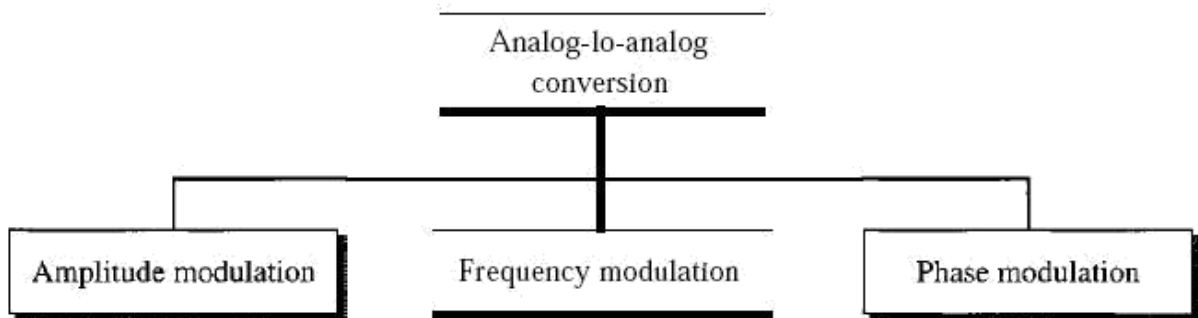 Analog-lo-analog
conversion
Amplitude modulation
Frequency modulation
Phase modulation